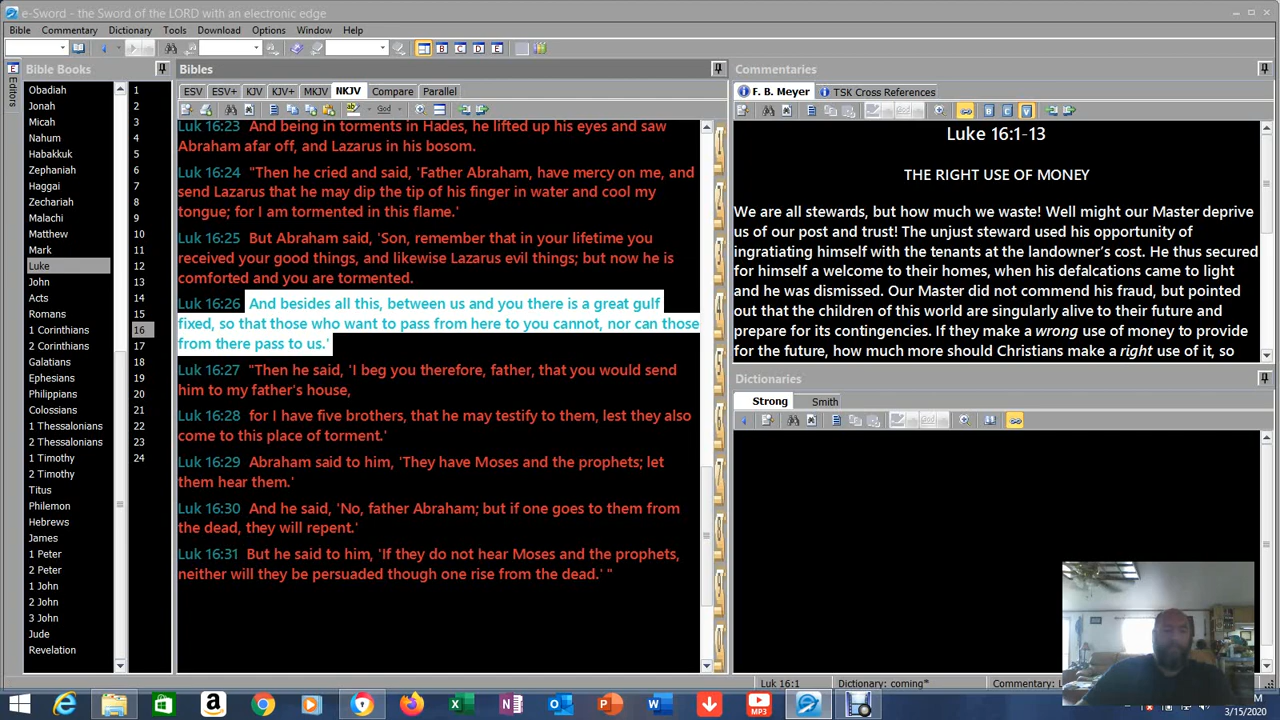 e-Sword - the Sword of the LORD with an electronic edge
Bible Commentary Dictionary Tools Download Options Window Help
B C D E
Editors
Bible Books
Obadiah
Jonah
Micah
Nahum
Habakkuk
Zephaniah
Haggai
Zechariah
Malachi
Matthew
Mark
Luke
John
Acts
Romans
1 Corinthians
2 Corinthians
Galatians
Ephesians
Philippians
Colossians
1 Thessalonians
2 Thessalonians
1 Timothy
2 Timothy
Titus
Philemon
Hebrews
James
1 Peter
2 Peter
1 John
2 John
3 John
Jude
Revelation
1
2
3
4
5
6
7
8
9
10
11
12
13
14
15
16
17
18
19
20
21
22
23
24
Bibles
ESV ESV+ KJV KJV+ MKJV NKJV Compare Parallel
God
Luk 16:23 And being in torments in Hades, he lifted up his eyes and saw
Abraham afar off, and Lazarus in his bosom.
Luk 16:24 "Then he cried and said, 'Father Abraham, have mercy on me, and
send Lazarus that he may dip the tip of his finger in water and cool my
tongue; for I am tormented in this flame.'
Luk 16:25 But Abraham said, 'Son, remember that in your lifetime you
received your good things, and likewise Lazarus evil things; but now he is
comforted and you are tormented.
Luk 16:26 And besides all this, between us and you there is a great gulf
fixed, so that those who want to pass from here to you cannot, nor can those
from there pass to us.'
Luk 16:27 "Then he said, 'I beg you therefore, father, that you would send
him to my father's house,
Luk 16:28 for I have five brothers, that he may testify to them, lest they also
come to this place of torment.'
Luk 16:29 Abraham said to him, 'They have Moses and the prophets; let
them hear them.'
Luk 16:30 And he said, 'No, father Abraham; but if one goes to them from
the dead, they will repent.'
Luk 16:31 But he said to him, 'If they do not hear Moses and the prophets,
neither will they be persuaded though one rise from the dead.' "
Commentaries
F. B. Meyer TSK Cross References
God B C V
Luke 16:1-13
THE RIGHT USE OF MONEY
We are all stewards, but how much we waste! Well might our Master deprive
us of our post and trust! The unjust steward used his opportunity of
ingratiating himself with the tenants at the landowner's cost. He thus secured
for himself a welcome to their homes, when his defalcations came to light
and he was dismissed. Our Master did not commend his fraud, but pointed
out that the children of this world are singularly alive to their future and
prepare for its contingencies. If they make a wrong use of money to provide
for the future, how much more should Christians make a right use of it, so
Dictionaries
Strong Smith
God
Luk 16:1 Dictionary: coming* Commentary: L
MP3
M
3/15/2020